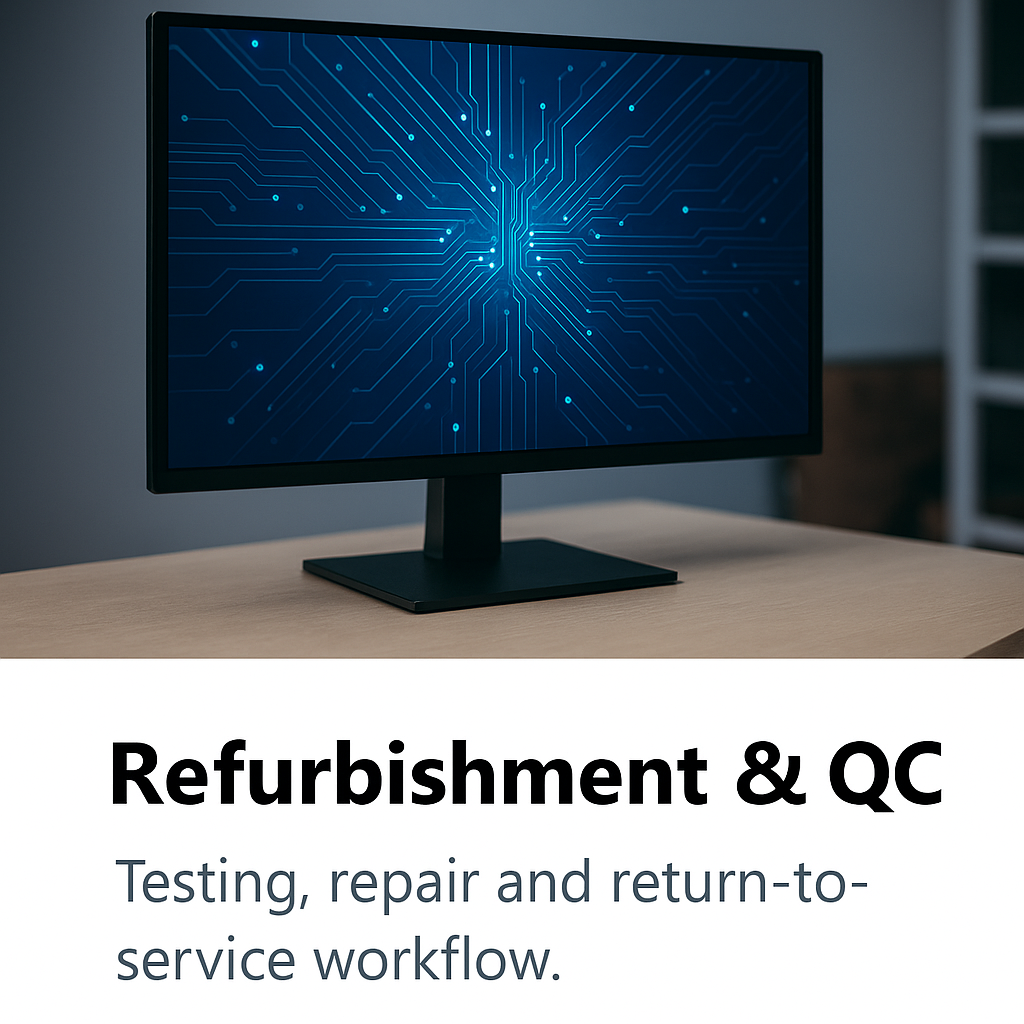 Refurbishment & QC
Testing, repair and return-to-
service workflow.